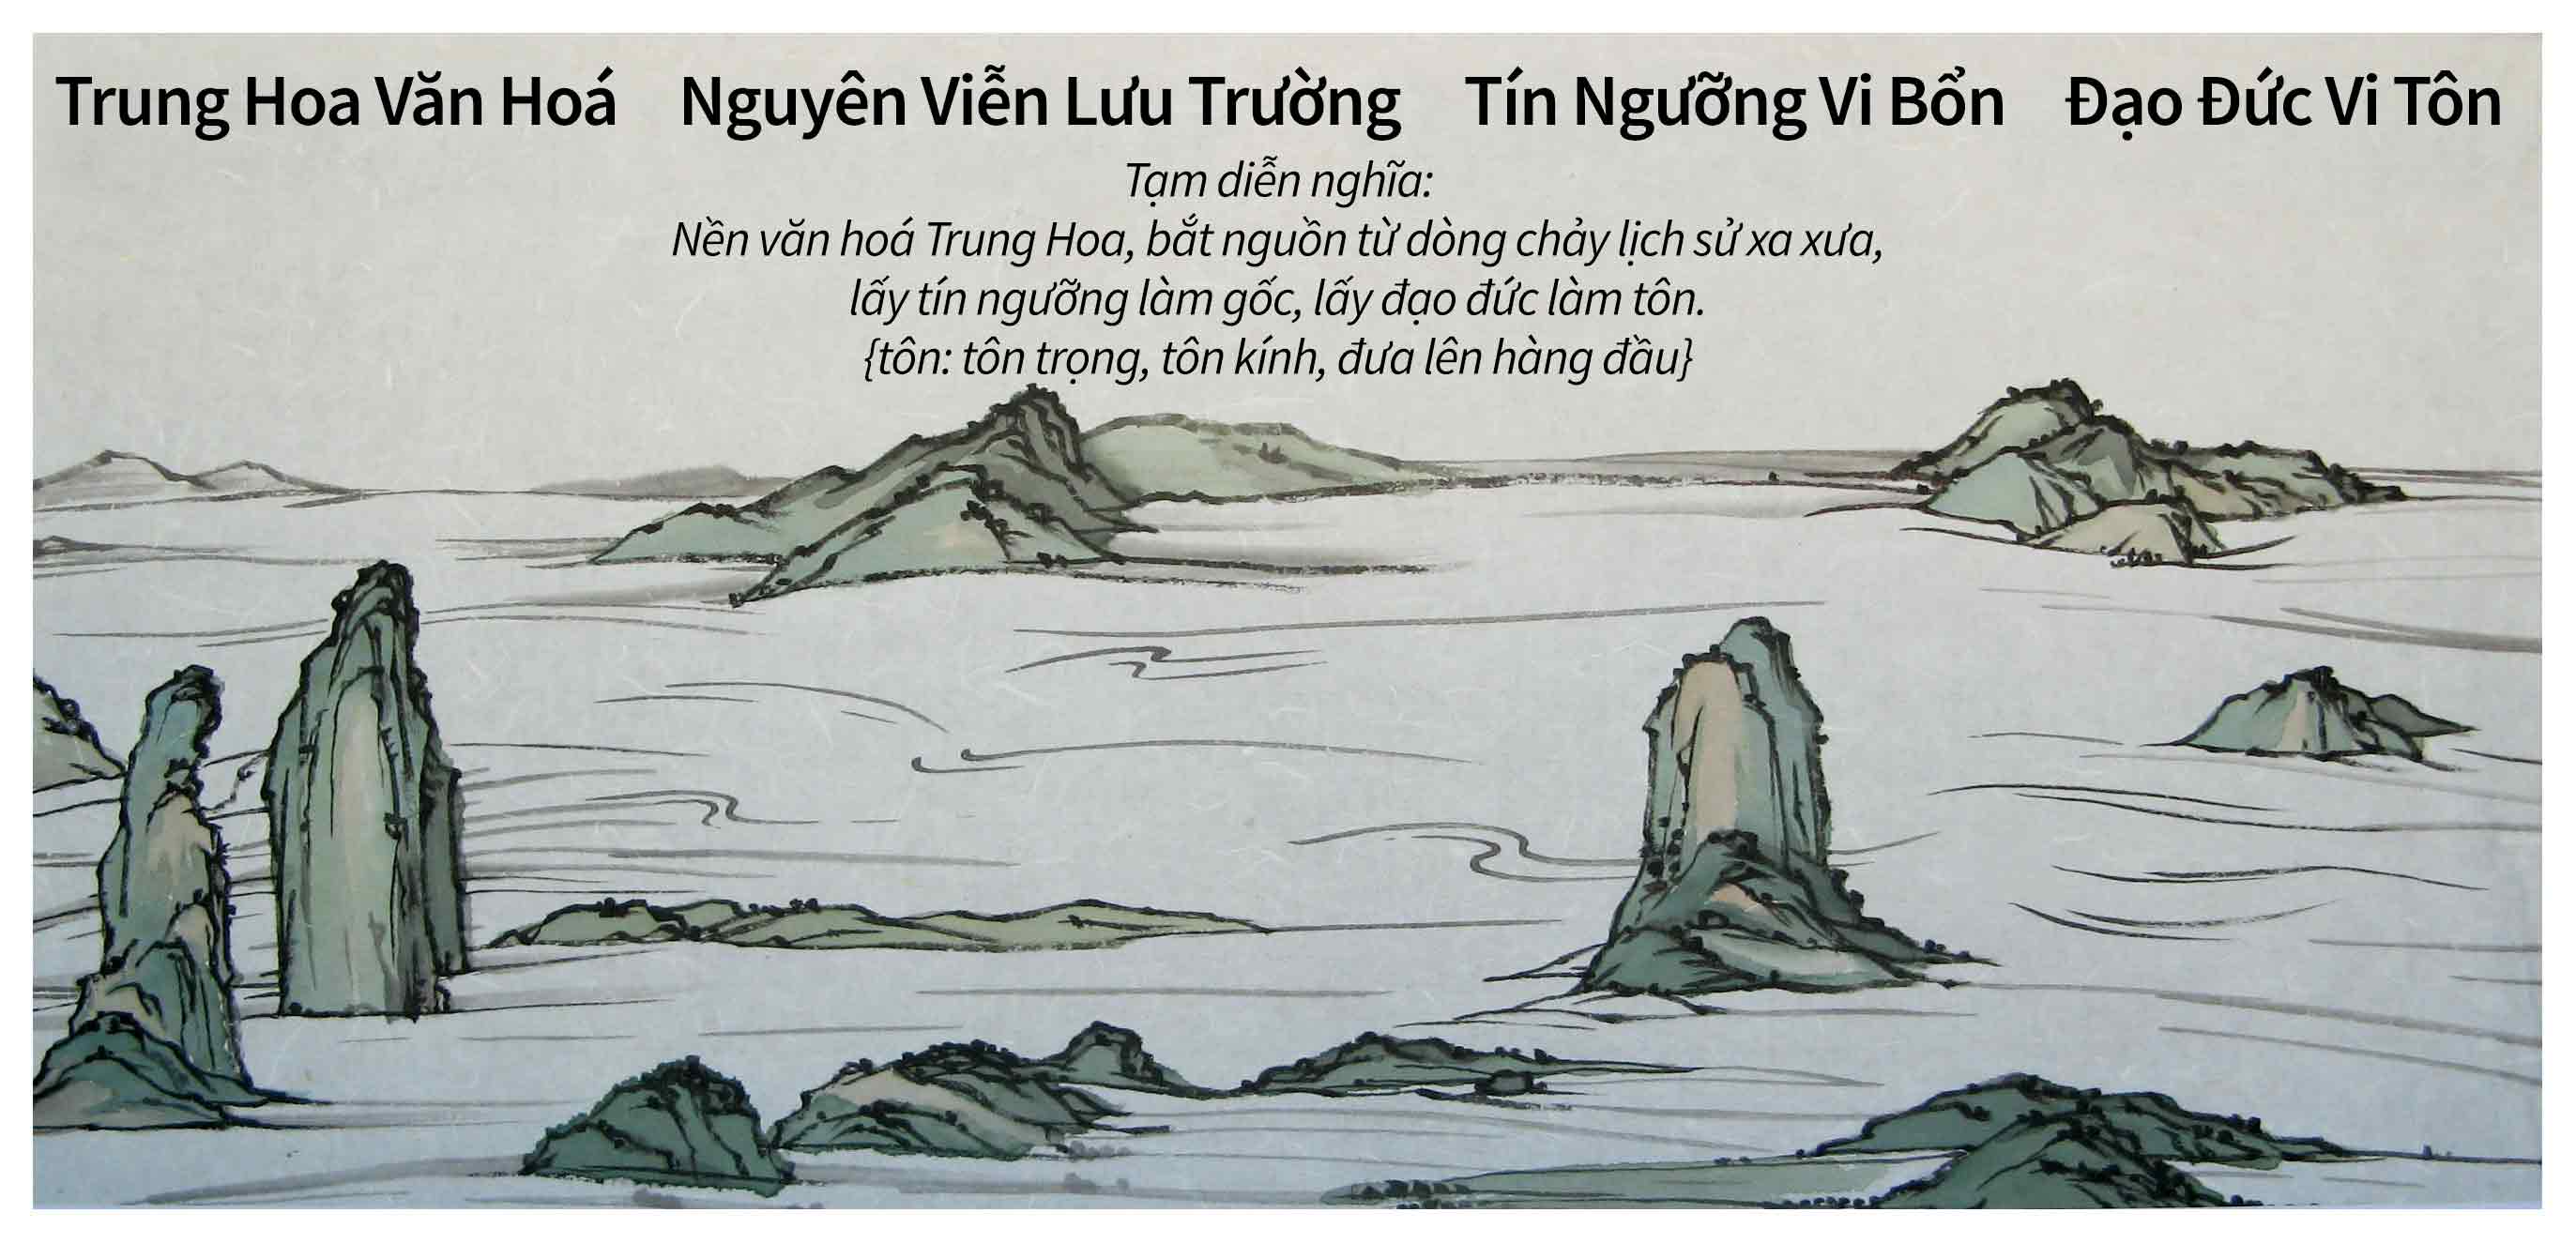 Trung Hoa Văn Hoá Nguyên Viễn Lưu Trường Tín Ngưỡng Vi Bổn Đạo Đức Vi Tôn
Tạm diễn nghĩa:
Nền văn hoá Trung Hoa, bắt nguồn từ dòng chảy lịch sử xa xưa,
lấy tín ngưỡng làm gốc, lấy đạo đức làm tôn.
{tôn: tôn trọng, tôn kính, đưa lên hàng đầu}